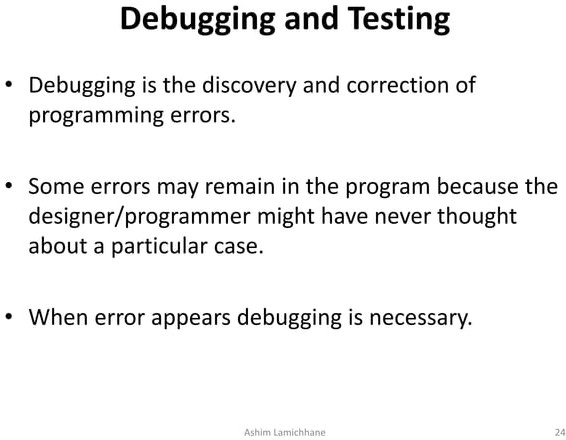 Debugging and Testing
• Debugging is the discovery and correction of
programming errors.
• Some errors may remain in the program because the
designer/programmer might have never thought
about a particular case.
• When error appears debugging is necessary.
Ashim Lamichhane 24